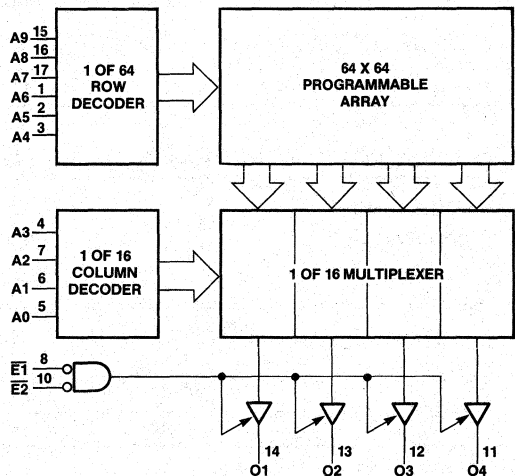 A9 15
A8 16
A7 17
A6 1
A5 2
A4 3
1 OF 64
ROW
DECODER
64 X 64
PROGRAMMABLE
ARRAY
A3 4
A2 7
A1 6
A0 5
1 OF 16
COLUMN
DECODER
1 OF 16 MULTIPLEXER
E1 8
E2 10
14 13 12 11
O1 O2 O3 O4